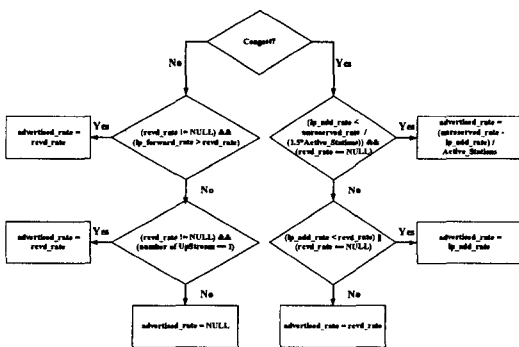 Congest?
No
Yes
advertised_rate =
rcvd_rate
Yes
(rcvd_rate != NULL) &&
(lp_forward_rate > rcvd_rate)
(lp_add_rate <
unreserved_rate /
(1.5*Active_Stations)) &&
(rcvd_rate == NULL)
Yes
advertised_rate =
(unreserved_rate -
lp_add_rate) /
Active_Stations
No
No
advertised_rate =
rcvd_rate
Yes
(rcvd_rate != NULL) &&
(number of UpStream == 1)
(lp_add_rate < rcvd_rate) ||
(rcvd_rate == NULL)
Yes
advertised_rate =
lp_add_rate
No
No
advertised_rate = NULL
advertised_rate = rcvd_rate